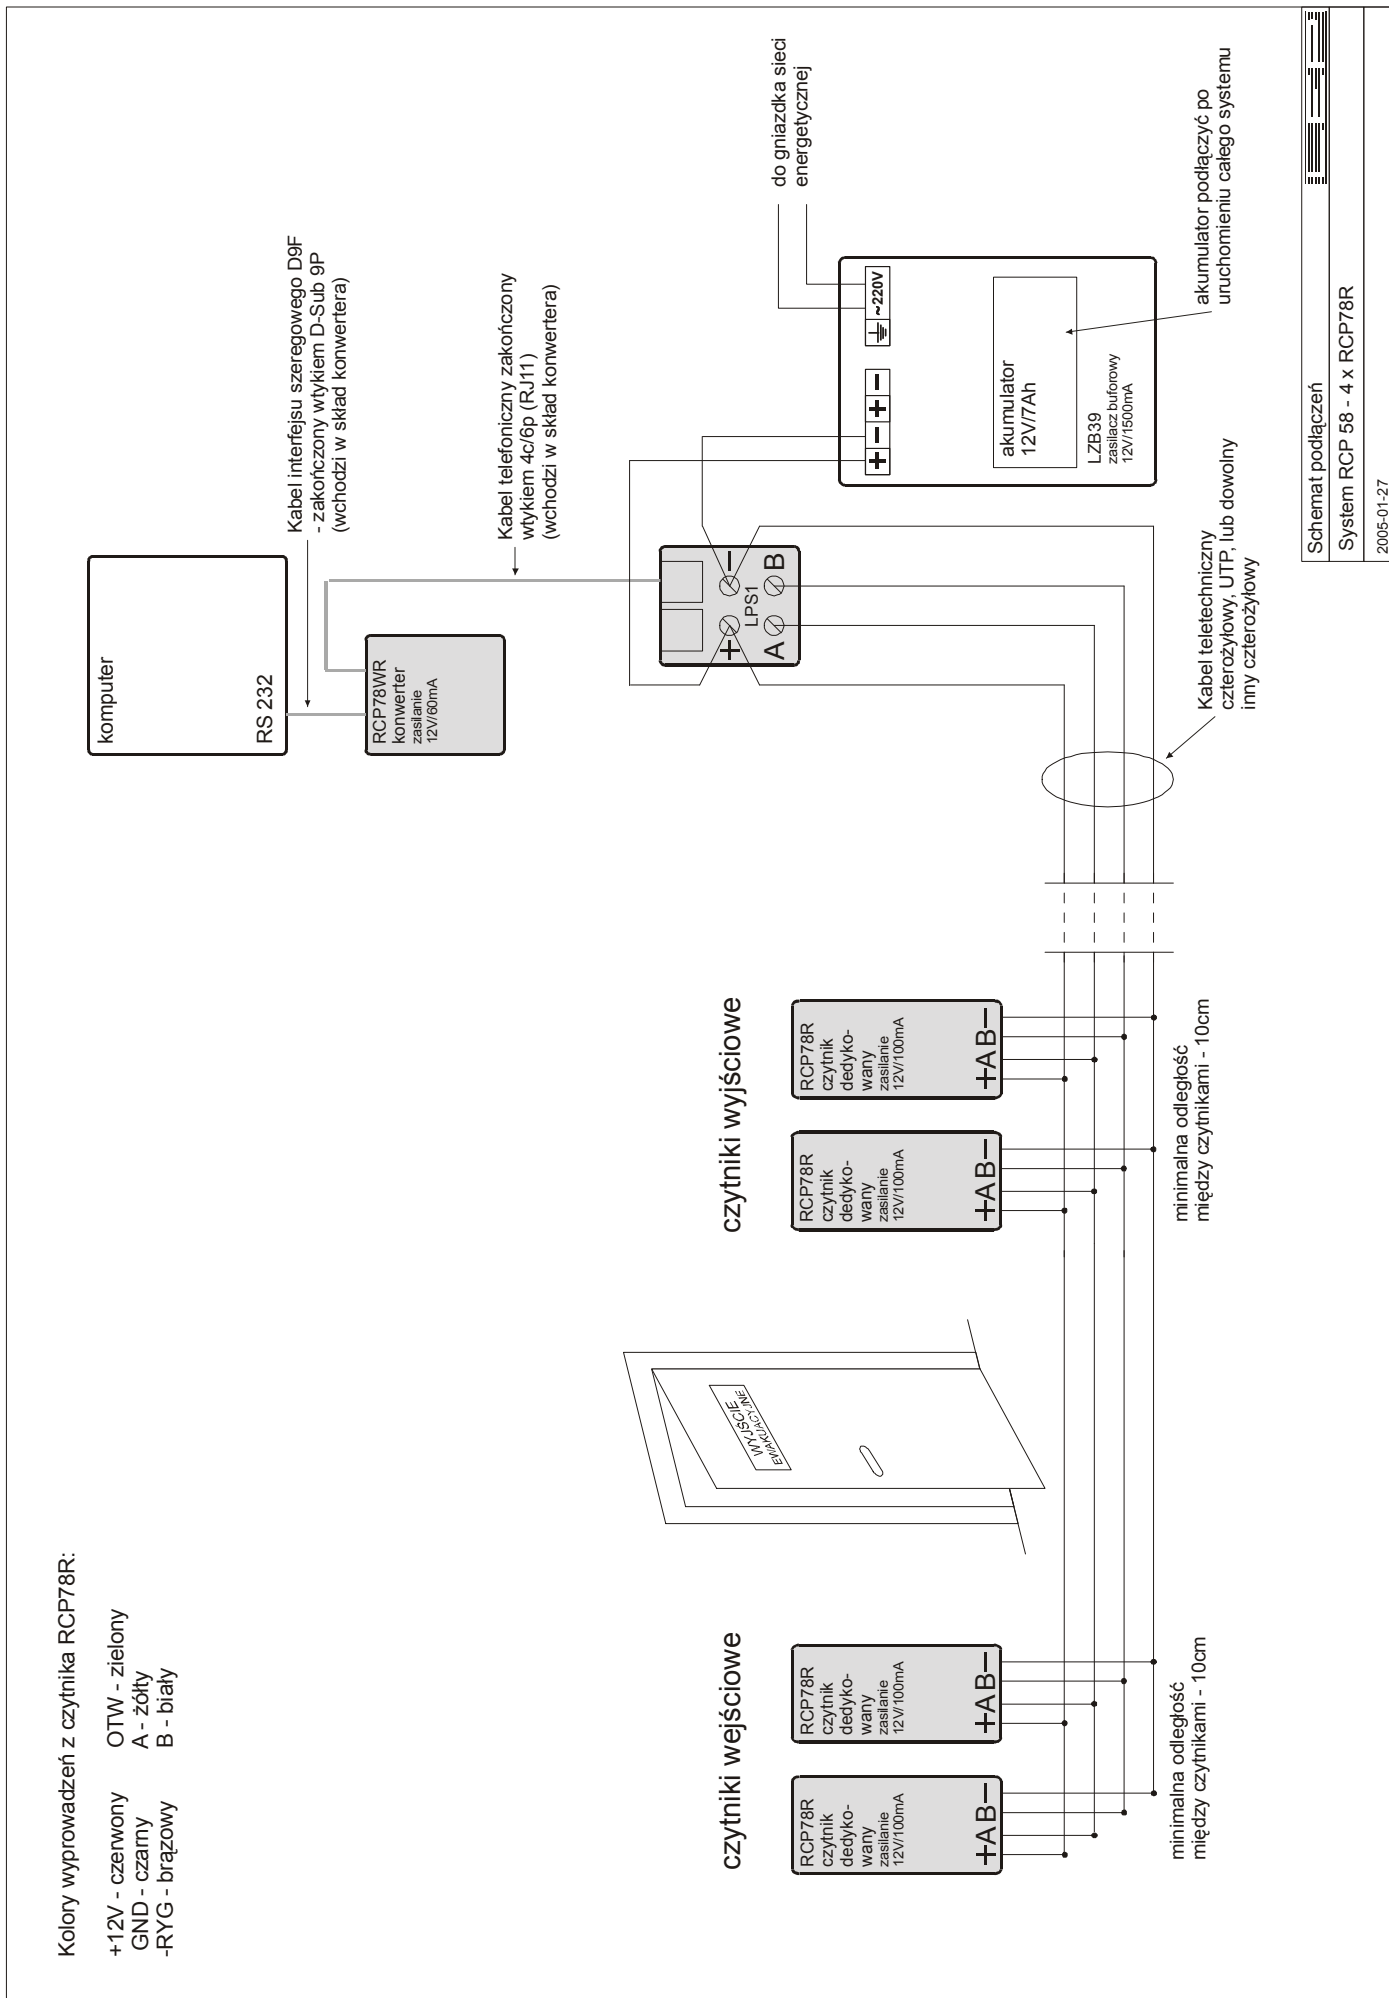 Kolory wyprowadzeń z czytnika RCP78R:
+12V - czerwony
GND - czarny
-RYG - brązowy
OTW - zielony
A - żółty
B - biały
komputer
RS 232
Kabel interfejsu szeregowego D9F
- zakończony wtykiem D-Sub 9P
(wchodzi w skład konwertera)
RCP78WR
konwerter
zasilanie
12V/60mA
Kabel telefoniczny zakończony
wtykiem 4c/6p (RJ11)
(wchodzi w skład konwertera)
+ -
LPS1
A B
do gniazdka sieci
energetycznej
+ - + - ~220V
akumulator
12V/7Ah
LZB39
zasilacz buforowy
12V/1500mA
akumulator podłączyć po
uruchomieniu całego systemu
Kabel teletechniczny
czterożyłowy, UTP, lub dowolny
inny czterożyłowy
czytniki wejściowe
RCP78R
czytnik
dedyko-
wany
zasilanie
12V/100mA
+AB-
RCP78R
czytnik
dedyko-
wany
zasilanie
12V/100mA
+AB-
minimalna odległość
między czytnikami - 10cm
WYJŚCIE
EWAKUACYJNE
czytniki wyjściowe
RCP78R
czytnik
dedyko-
wany
zasilanie
12V/100mA
+AB-
RCP78R
czytnik
dedyko-
wany
zasilanie
12V/100mA
+AB-
minimalna odległość
między czytnikami - 10cm
Schemat podłączeń
System RCP 58 - 4 x RCP78R
2005-01-27